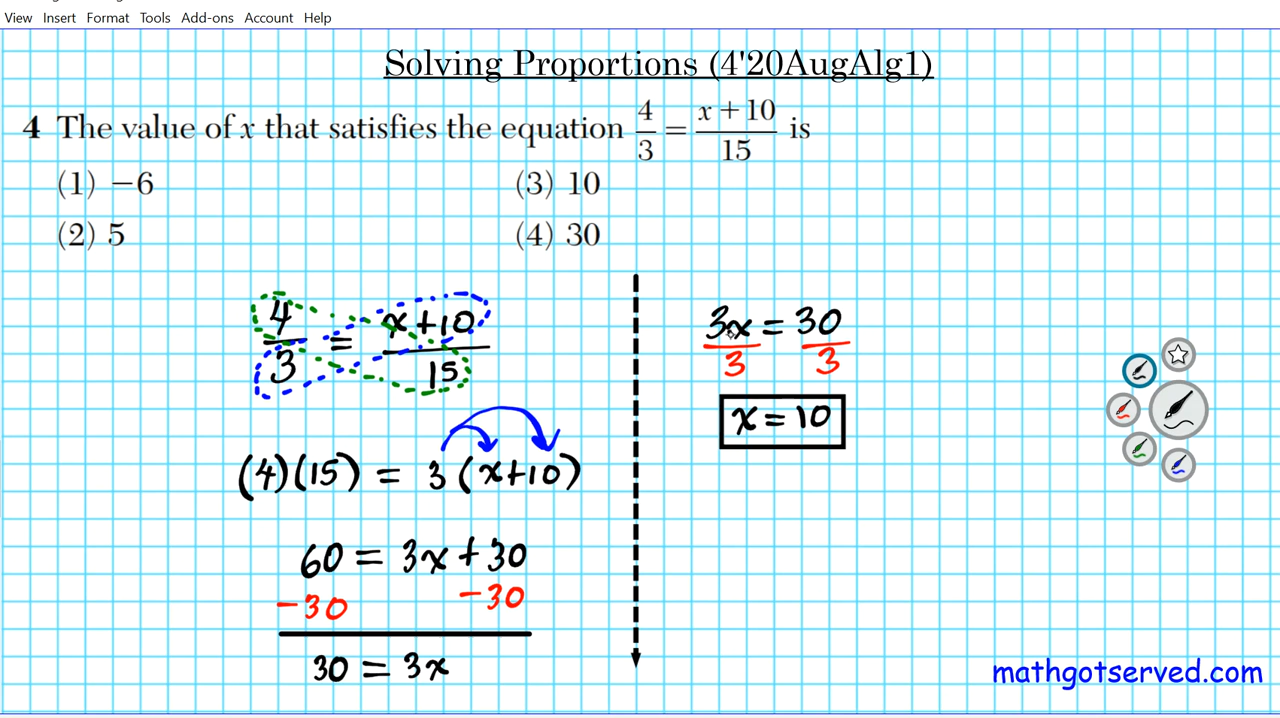 View Insert Format Tools Add-ons Account Help
Solving Proportions (4'20AugAlg1)
4 The value of x that satisfies the equation 4/3 = x + 10/15 is
(1) −6 (3) 10
(2) 5 (4) 30
4/3 = x+10/15
(4)(15) = 3(x+10)
60 = 3x+30
-30 -30
30 = 3x
3x = 30
3 3
x = 10
mathgotserved.com